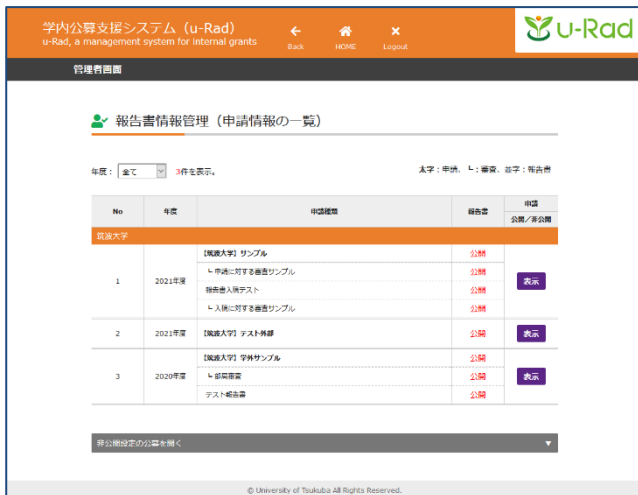 学内公募支援システム（u-Rad）
u-Rad, a management system for internal grants
Back
HOME
Logout
u-Rad
管理者画面
報告書情報管理（申請情報の一覧）
年度： 全て 3件を表示。
太字：申請、┗：審査、並字：報告書
No 年度 申請種類 報告書 申請
公開／非公開
筑波大学
1 2021年度 【筑波大学】サンプル 公開 表示
┗ 申請に対する審査サンプル 公開
報告書入稿テスト 公開
┗ 入稿に対する審査サンプル 公開
2 2021年度 【筑波大学】テスト外部 公開
3 2020年度 【筑波大学】学外サンプル 公開 表示
┗ 部局審査 公開
テスト報告書 公開
非公開設定の公募を開く ▼
© University of Tsukuba All Rights Reserved.